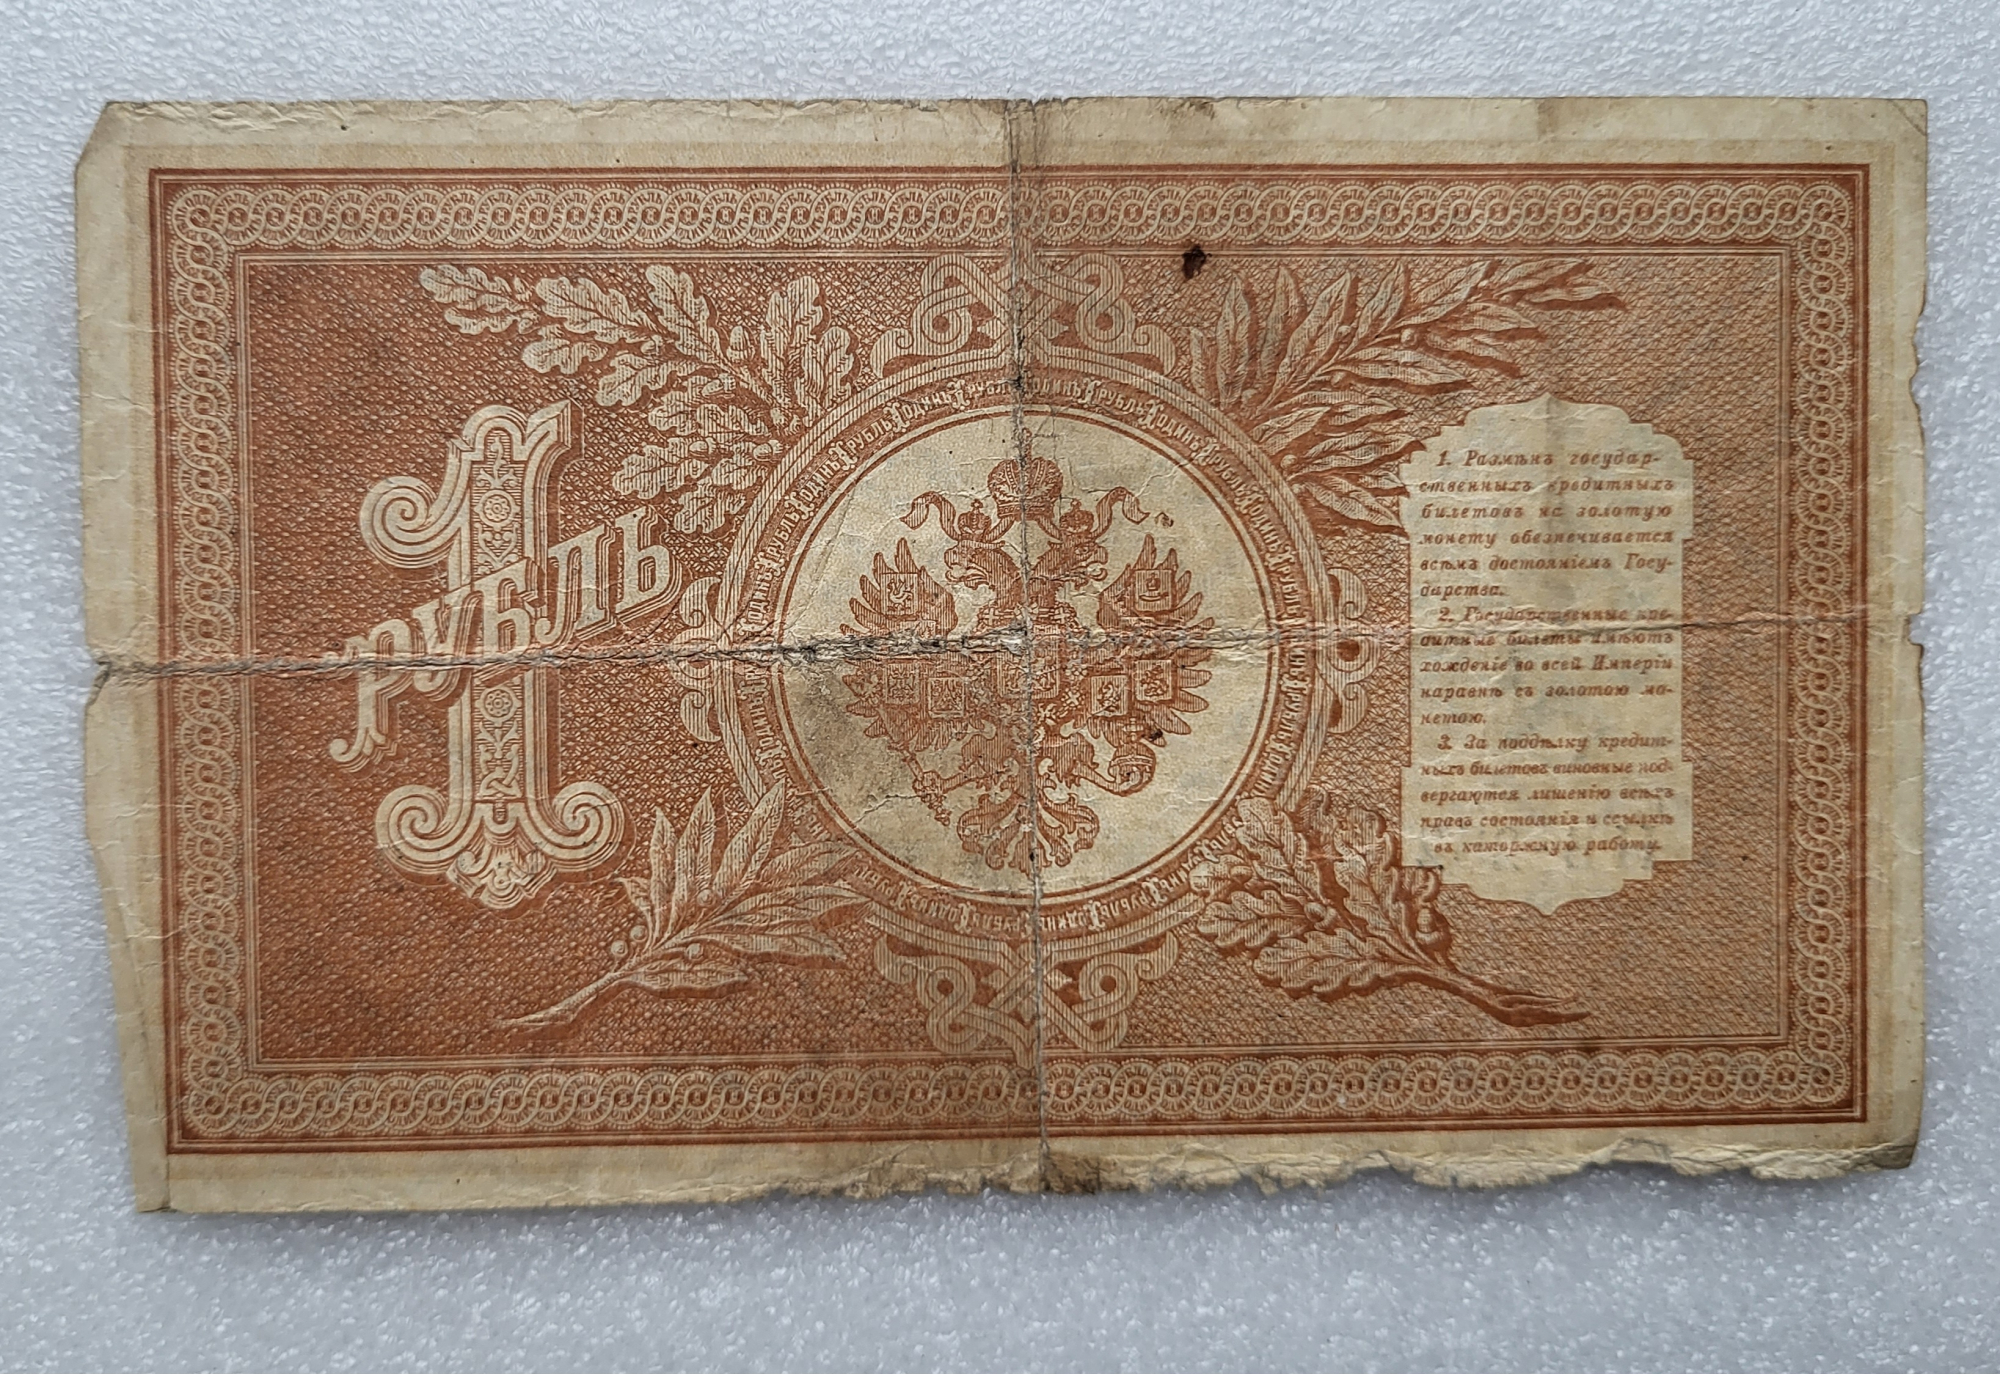 1
РУБЛЬ
1. Размѣнъ государ-
ственныхъ кредитныхъ
билетовъ на золотую
монету обезпечивается
всѣмъ достояніемъ Госу-
дарства.
2. Государственные кре-
дитные билеты имѣютъ
хожденіе во всей Имперіи
наравнѣ съ золотою мо-
нетою.
3. За поддѣлку кредит-
ныхъ билетовъ виновные под-
вергаются лишенію всѣхъ
правъ состоянія и ссылкѣ
въ каторжную работу.